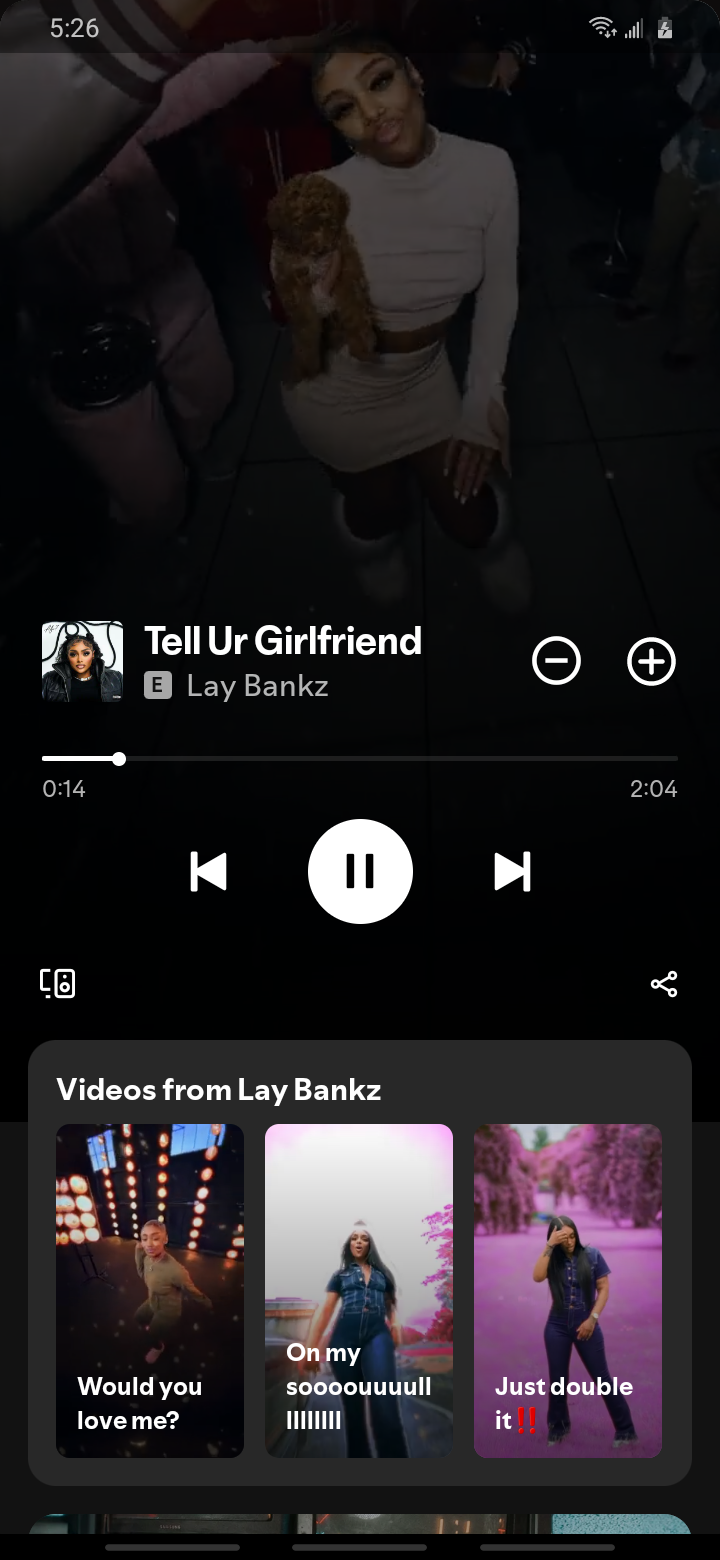 5:26
Tell Ur Girlfriend
E Lay Bankz
0:14
2:04
Videos from Lay Bankz
Would you
love me?
On my
soooouuuull
llllllll
Just double
it‼️